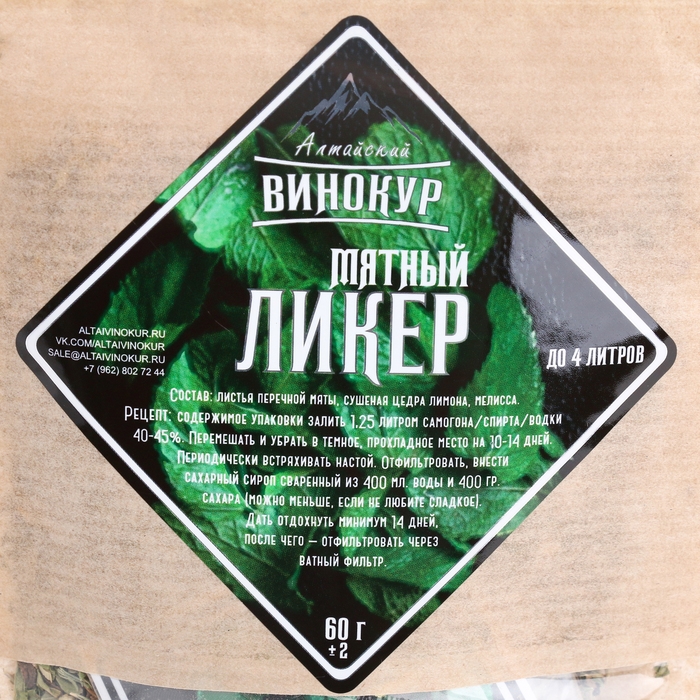 Алтайский
ВИНОКУР
МЯТНЫЙ
ЛИКЕР
ALTAIVINOKUR.RU
VK.COM/ALTAIVINOKUR
SALE@ALTAIVINOKUR.RU
+7 (962) 802 72 44
ДО 4 ЛИТРОВ
Состав: листья перечной мяты, сушеная цедра лимона, мелисса.
Рецепт: содержимое упаковки залить 1.25 литром самогона/спирта/водки
40-45%. Перемешать и убрать в темное, прохладное место на 10-14 дней.
Периодически встряхивать настой. Отфильтровать, внести
сахарный сироп сваренный из 400 мл. воды и 400 гр.
сахара (можно меньше, если не любите сладкое).
Дать отдохнуть минимум 14 дней,
после чего – отфильтровать через
ватный фильтр.
60 г
±2